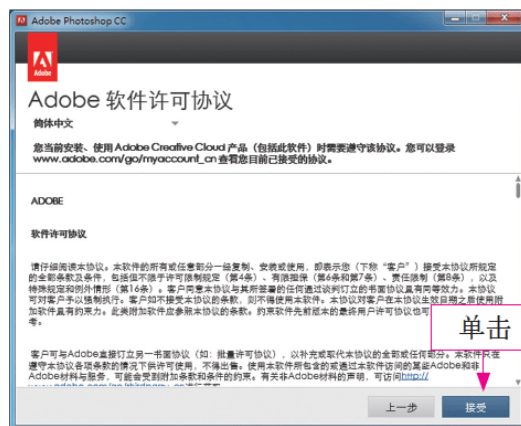 Adobe Photoshop CC
Adobe
Adobe 软件许可协议
简体中文
您当前安装、使用 Adobe Creative Cloud 产品（包括此软件）时需要遵守该协议。您可以登录
www.adobe.com/go/myaccount_cn 查看您目前已接受的协议。
ADOBE
软件许可协议
请仔细阅读本协议。本软件的所有或任意部分一经复制、安装或使用，即表示您（下称“客户”）接受本协议所规定
的全部条款及条件，包括但不限于许可限制规定（第4条）、有限担保（第6条和第7条）、责任限制（第8条），以及
特殊规定和例外情形（第16条）。客户同意本协议与其所签署的任何通过谈判订立的书面协议具有同等效力。本协议
可对客户予以强制执行。客户如不接受本协议的条款，则不得使用本软件。本协议对客户在本协议生效日期之后使用附
加软件具有约束力。此类附加软件应参照本协议的条款。约束软件先前版本的最终用户许可协议也可
考。
单击
客户可与Adobe直接订立另一书面协议（如：批量许可协议），以补充或取代本协议的全部或任何部分。本软件只在
遵守本协议各项条款的情况下供许可使用，不得出售。使用本软件所包含的或通过本软件访问的某些Adobe和非
Adobe材料与服务，可能会受到附加条款和条件的约束。有关非Adobe材料的声明，可访问http://
上一步
接受